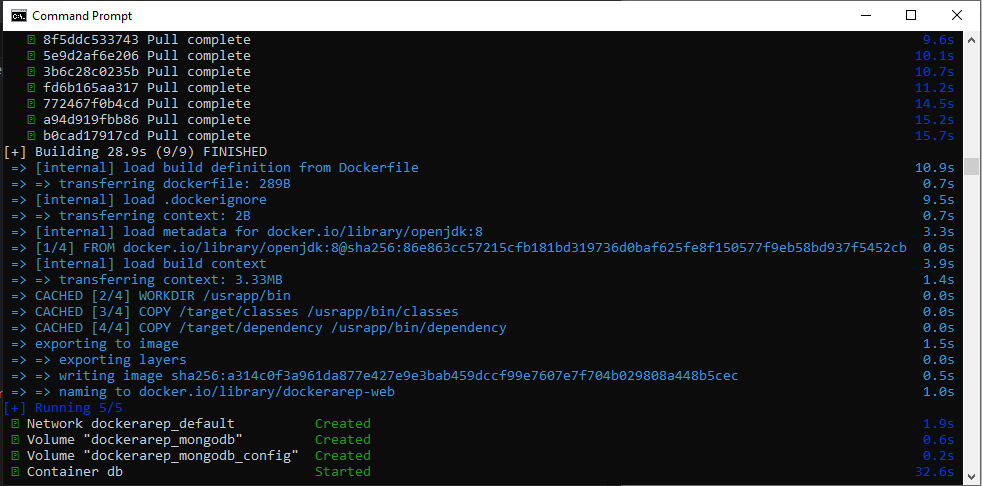 Command Prompt
8f5ddc533743 Pull complete 9.6s
5e9d2af6e206 Pull complete 10.1s
3b6c28c0235b Pull complete 10.7s
fd6b165aa317 Pull complete 11.2s
772467f0b4cd Pull complete 14.5s
a94d919fbb86 Pull complete 15.2s
b0cad17917cd Pull complete 15.7s
[+] Building 28.9s (9/9) FINISHED
=> [internal] load build definition from Dockerfile 10.9s
=> => transferring dockerfile: 289B 0.7s
=> [internal] load .dockerignore 9.5s
=> => transferring context: 2B 0.7s
=> [internal] load metadata for docker.io/library/openjdk:8 3.3s
=> [1/4] FROM docker.io/library/openjdk:8@sha256:86e863cc57215cfb181bd319736d0baf625fe8f150577f9eb58bd937f5452cb 0.0s
=> [internal] load build context 3.9s
=> => transferring context: 3.33MB 1.4s
=> CACHED [2/4] WORKDIR /usrapp/bin 0.0s
=> CACHED [3/4] COPY /target/classes /usrapp/bin/classes 0.0s
=> CACHED [4/4] COPY /target/dependency /usrapp/bin/dependency 0.0s
=> exporting to image 1.5s
=> => exporting layers 0.0s
=> => writing image sha256:a314c0f3a961da877e427e9e3bab459dccf99e7607e7f704b029808a448b5cec 0.5s
=> => naming to docker.io/library/dockerarep-web 1.0s
[+] Running 5/5
Network dockerarep_default Created 1.9s
Volume "dockerarep_mongodb" Created 0.6s
Volume "dockerarep_mongodb_config" Created 0.2s
Container db Started 32.6s